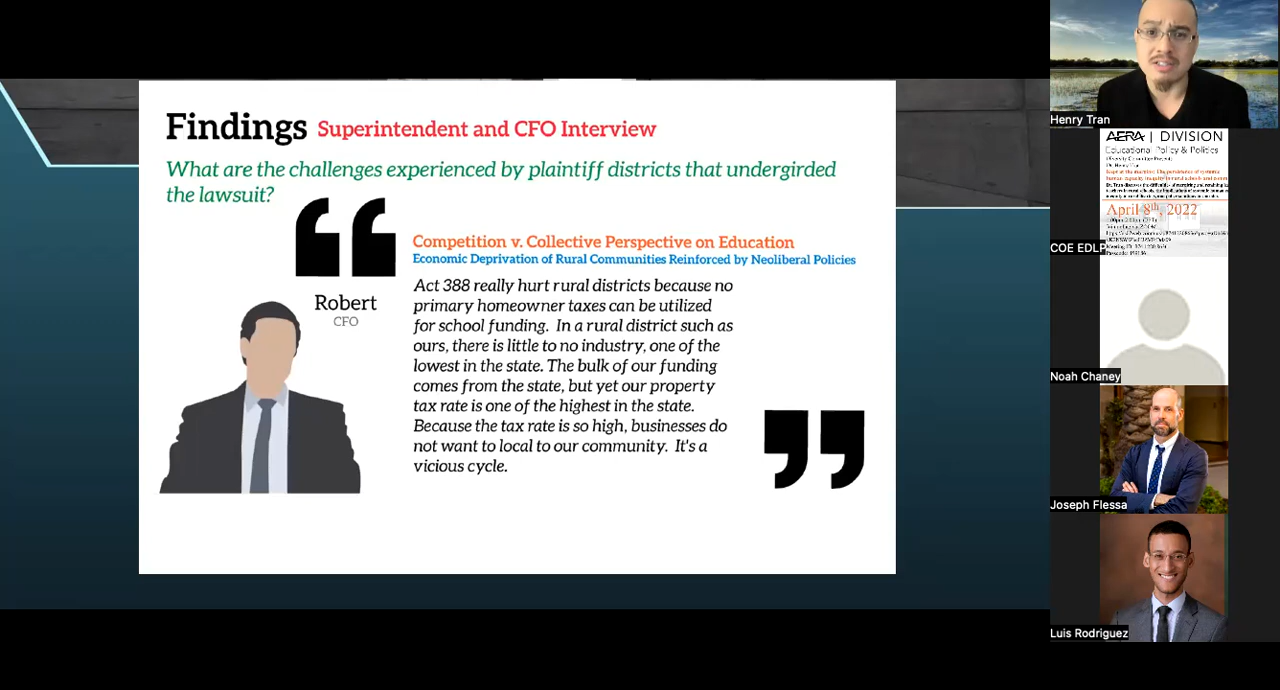 Findings Superintendent and CFO Interview
What are the challenges experienced by plaintiff districts that undergirded
the lawsuit?
Competition v. Collective Perspective on Education
Economic Deprivation of Rural Communities Reinforced by Neoliberal Policies
Robert
CFO
Act 388 really hurt rural districts because no
primary homeowner taxes can be utilized
for school funding. In a rural district such as
ours, there is little to no industry, one of the
lowest in the state. The bulk of our funding
comes from the state, but yet our property
tax rate is one of the highest in the state.
Because the tax rate is so high, businesses do
not want to local to our community. It's a
vicious cycle.
Henry Tran
AERA | DIVISION
Educational Policy & Politics
Diversity Committee Presents
Dr. Henry Tran
April 8th, 2022
COE EDLP
Noah Chaney
Joseph Flessa
Luis Rodriguez